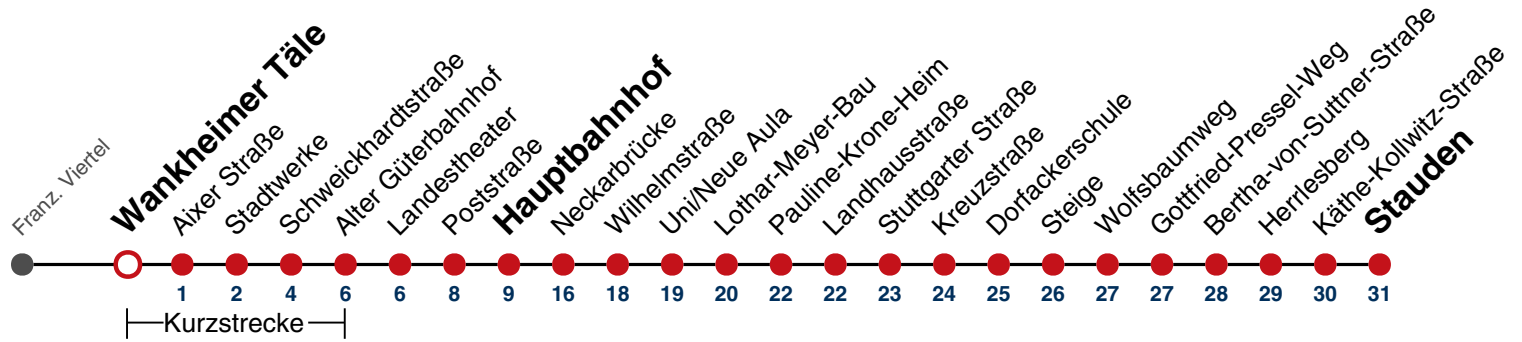 Franz. Viertel
Wankheimer Täle
Aixer Straße
Stadtwerke
Schweickhardtstraße
Alter Güterbahnhof
Landestheater
Poststraße
Hauptbahnhof
Neckarbrücke
Wilhelmstraße
Uni/Neue Aula
Lothar-Meyer-Bau
Pauline-Krone-Heim
Landhausstraße
Stuttgarter Straße
Kreuzstraße
Dorfackerschule
Steige
Wolfsbaumweg
Gottfried-Pressel-Weg
Bertha-von-Suttner-Straße
Herrlesberg
Käthe-Kollwitz-Straße
Stauden
1 2 4 6 6 8 9 16 18 19 20 22 22 23 24 25 26 27 27 28 29 30 31
Kurzstrecke